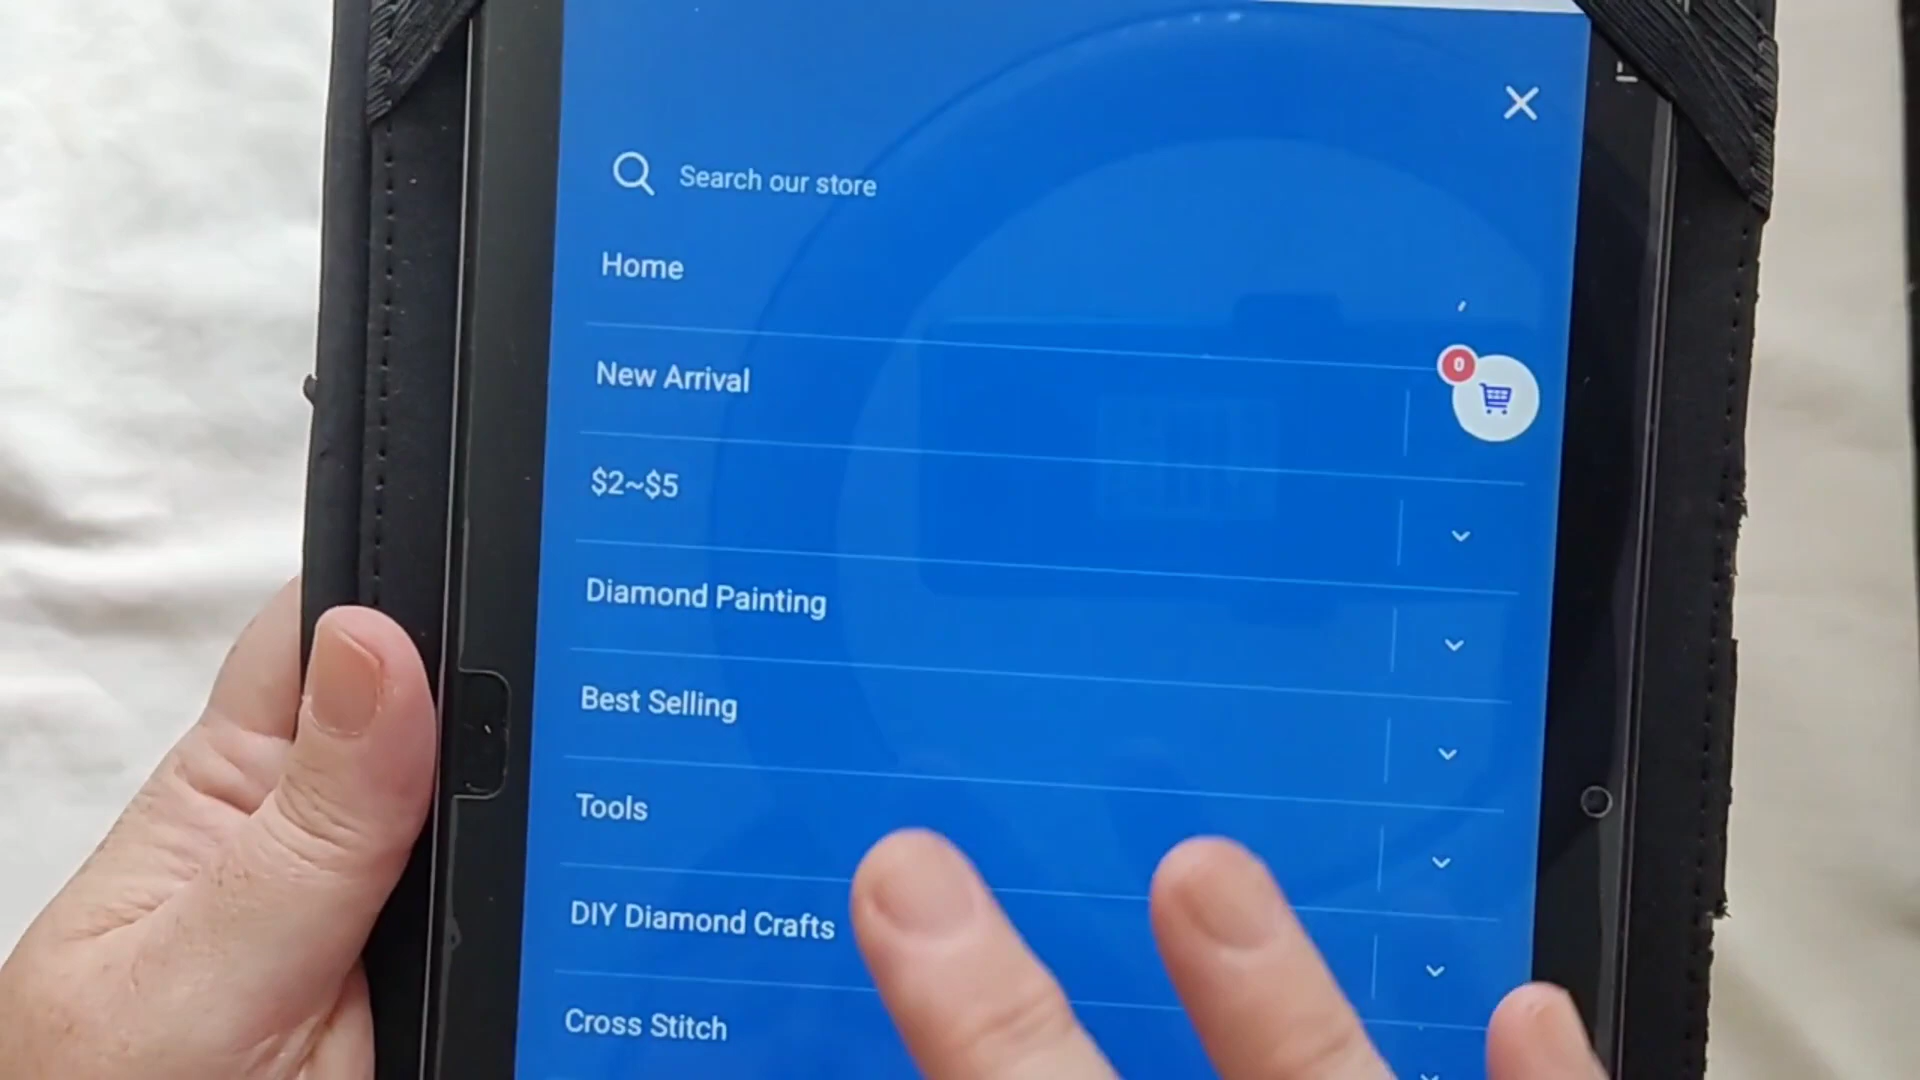 Search our store
Home
0
New Arrival
$2~$5
Diamond Painting
Best Selling
Tools
DIY Diamond Crafts
Cross Stitch